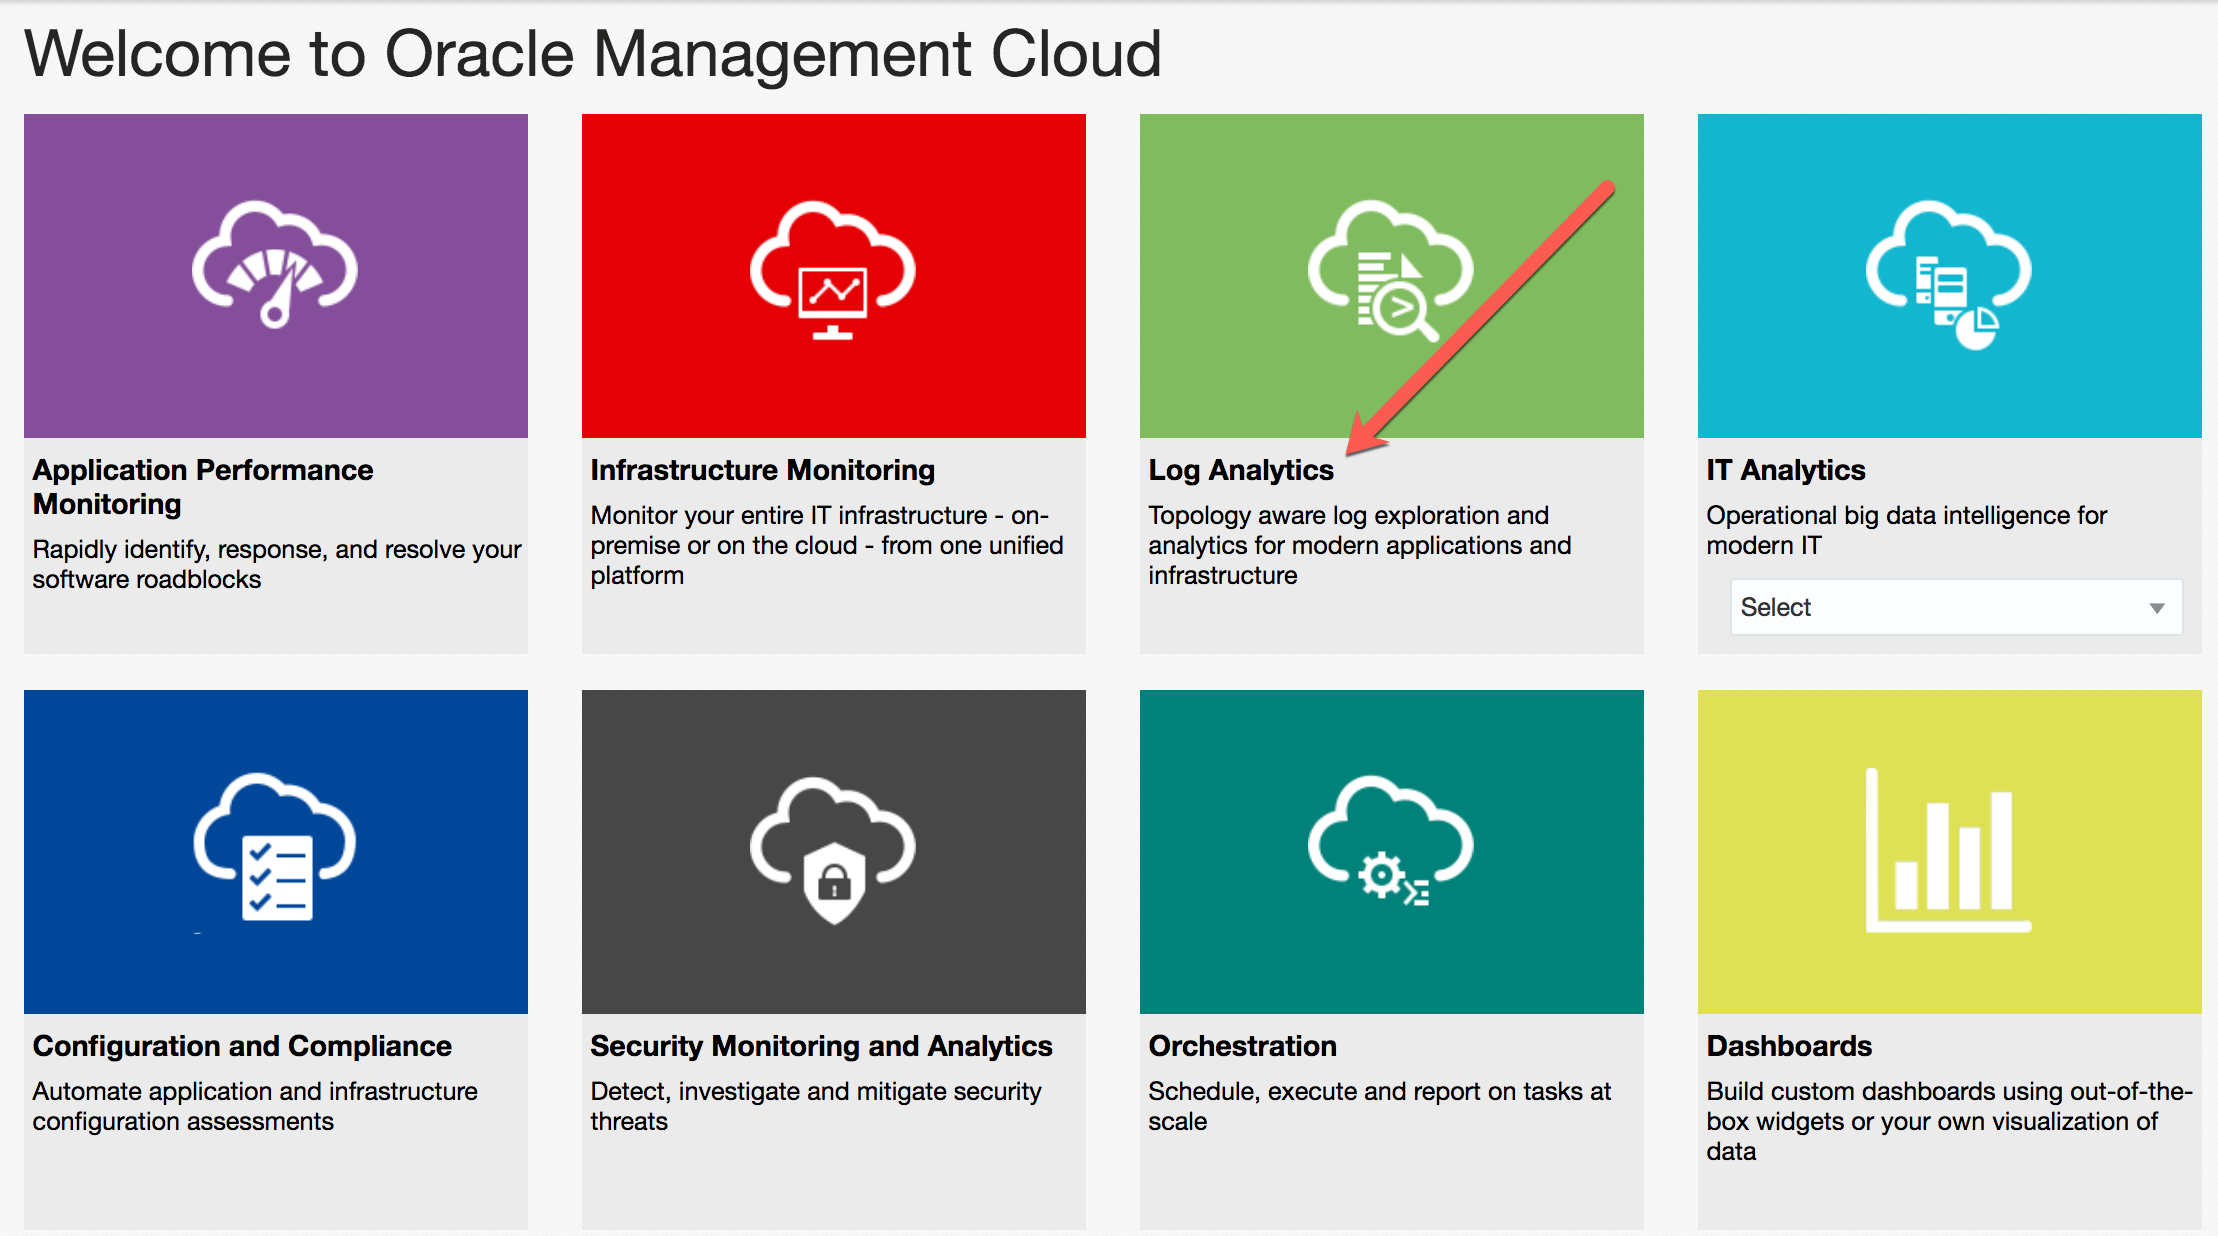 Welcome to Oracle Management Cloud
Application Performance
Monitoring
Rapidly identify, response, and resolve your
software roadblocks
Infrastructure Monitoring
Monitor your entire IT infrastructure - on-
premise or on the cloud - from one unified
platform
Log Analytics
Topology aware log exploration and
analytics for modern applications and
infrastructure
IT Analytics
Operational big data intelligence for
modern IT
Select
Configuration and Compliance
Automate application and infrastructure
configuration assessments
Security Monitoring and Analytics
Detect, investigate and mitigate security
threats
Orchestration
Schedule, execute and report on tasks at
scale
Dashboards
Build custom dashboards using out-of-the-
box widgets or your own visualization of
data